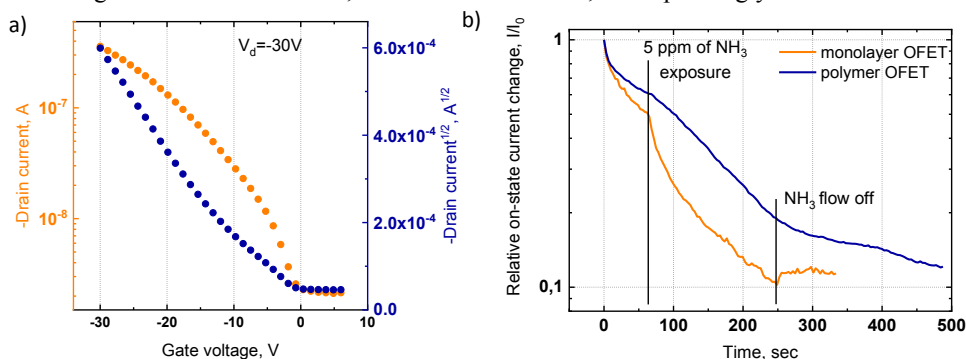 a)
V_d=-30V
-Drain current, A
10^-7
10^-8
6.0x10^-4
4.0x10^-4
2.0x10^-4
0
-Drain current^1/2, A^1/2
-30 -20 -10 0 10
Gate voltage, V
b)
Relative on-state current change, I/I_0
1
0,1
5 ppm of NH_3
exposure
monolayer OFET
polymer OFET
NH_3 flow off
0 100 200 300 400 500
Time, sec